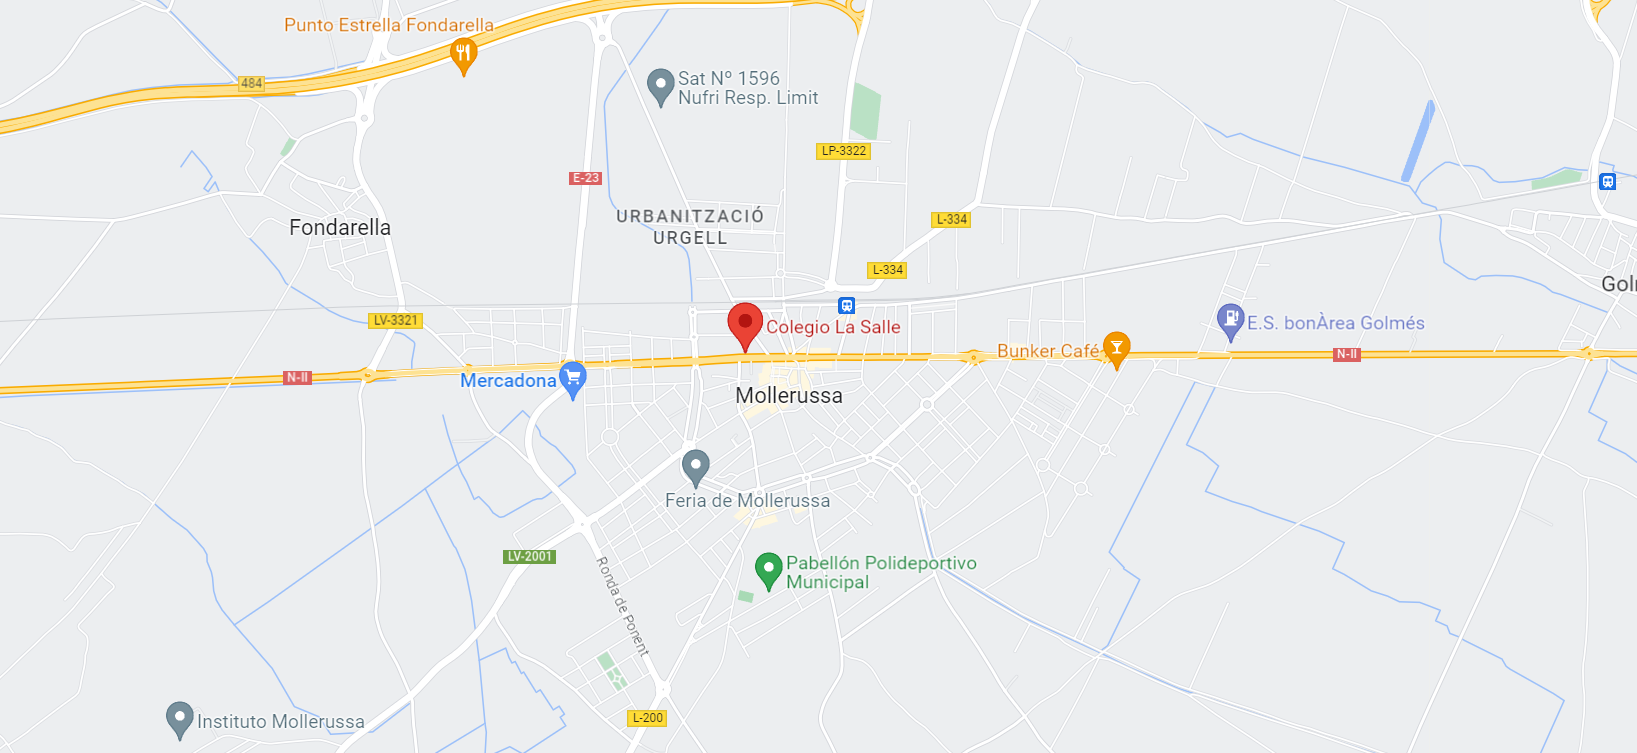 Punto Estrella Fondarella
484
Sat Nº 1596
Nufri Resp. Limit
LP-3322
E-23
URBANITZACIÓ
URGELL
L-334
Fondarella
L-334
Gol
LV-3321
Colegio La Salle
E.S. bonÀrea Golmés
Bunker Café
N-II
N-II
Mercadona
Mollerussa
Feria de Mollerussa
LV-2001
Ronda de Ponent
Pabellón Polideportivo
Municipal
Instituto Mollerussa
L-200